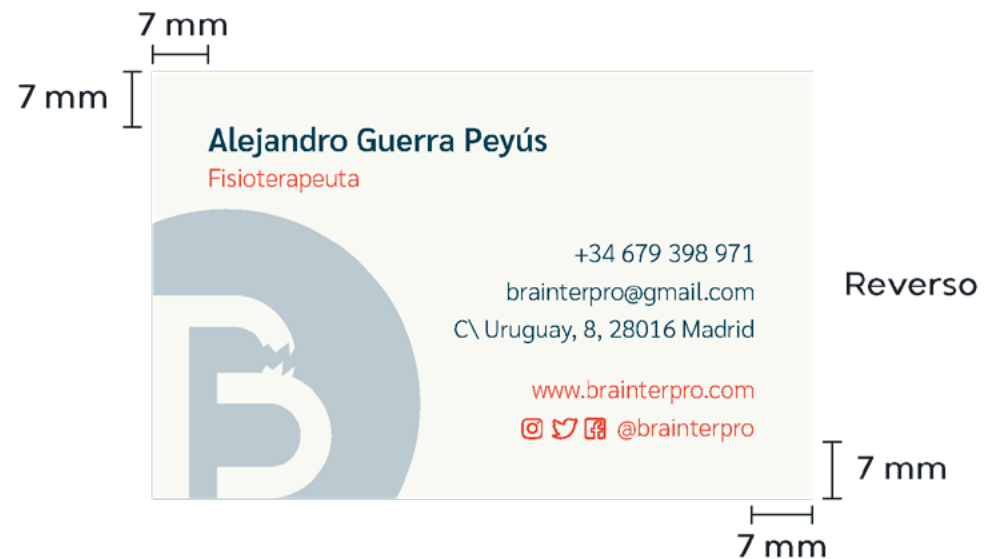 7 mm
7 mm
Alejandro Guerra Peyús
Fisioterapeuta
+34 679 398 971
brainterpro@gmail.com
C\ Uruguay, 8, 28016 Madrid
Reverso
www.brainterpro.com
@brainterpro
7 mm
7 mm